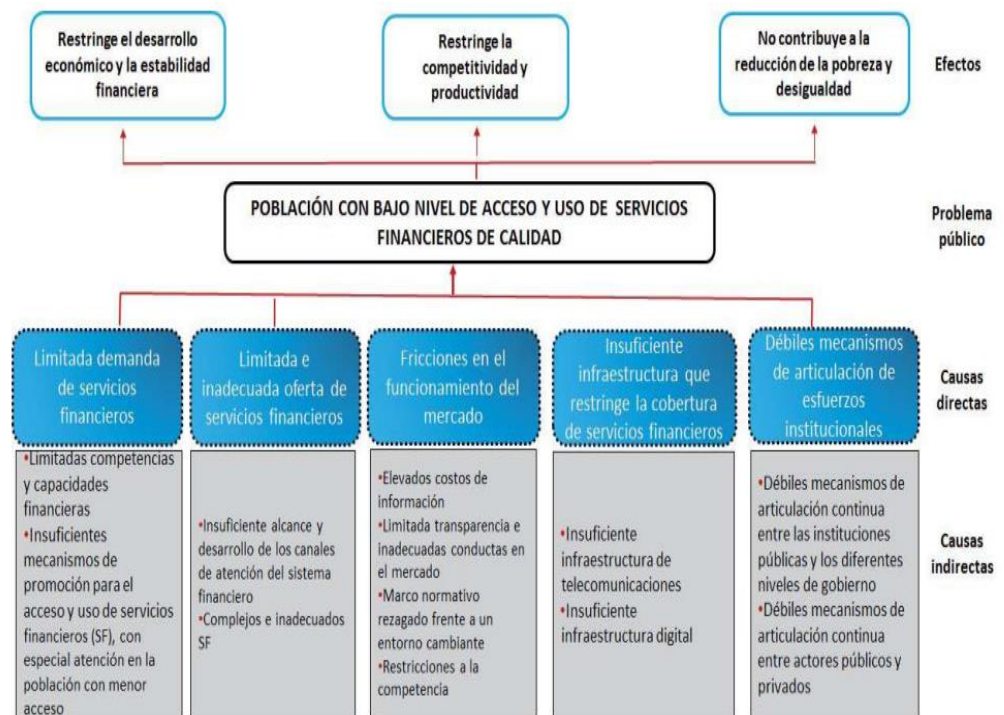 Restringe el desarrollo
económico y la estabilidad
financiera
Restringe la
competitividad y
productividad
No contribuye a la
reducción de la pobreza y
desigualdad
Efectos
POBLACIÓN CON BAJO NIVEL DE ACCESO Y USO DE SERVICIOS
FINANCIEROS DE CALIDAD
Problema
público
Limitada demanda
de servicios
financieros
Limitada e
inadecuada oferta de
servicios financieros
Fricciones en el
funcionamiento del
mercado
Insuficiente
infraestructura que
restringe la cobertura
de servicios financieros
Débiles mecanismos
de articulación de
esfuerzos
institucionales
Causas
directas
•Limitadas competencias
y capacidades
financieras
•Insuficientes
mecanismos de
promoción para el
acceso y uso de servicios
financieros (SF), con
especial atención en la
población con menor
acceso
•Insuficiente alcance y
desarrollo de los canales
de atención del sistema
financiero
•Complejos e inadecuados
SF
•Elevados costos de
información
•Limitada transparencia e
inadecuadas conductas en
el mercado
•Marco normativo
rezagado frente a un
entorno cambiante
•Restricciones a la
competencia
•Insuficiente
infraestructura de
telecomunicaciones
•Insuficiente
infraestructura digital
•Débiles mecanismos de
articulación continua
entre las instituciones
públicas y los diferentes
niveles de gobierno
•Débiles mecanismos de
articulación continua
entre actores públicos y
privados
Causas
indirectas